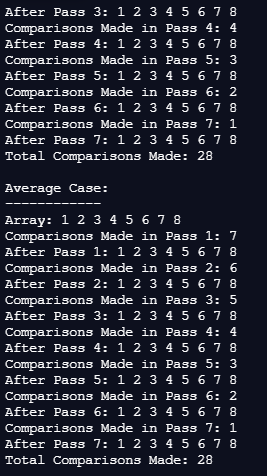 After Pass 3: 1 2 3 4 5 6 7 8
Comparisons Made in Pass 4: 4
After Pass 4: 1 2 3 4 5 6 7 8
Comparisons Made in Pass 5: 3
After Pass 5: 1 2 3 4 5 6 7 8
Comparisons Made in Pass 6: 2
After Pass 6: 1 2 3 4 5 6 7 8
Comparisons Made in Pass 7: 1
After Pass 7: 1 2 3 4 5 6 7 8
Total Comparisons Made: 28

Average Case:
------------
Array: 1 2 3 4 5 6 7 8
Comparisons Made in Pass 1: 7
After Pass 1: 1 2 3 4 5 6 7 8
Comparisons Made in Pass 2: 6
After Pass 2: 1 2 3 4 5 6 7 8
Comparisons Made in Pass 3: 5
After Pass 3: 1 2 3 4 5 6 7 8
Comparisons Made in Pass 4: 4
After Pass 4: 1 2 3 4 5 6 7 8
Comparisons Made in Pass 5: 3
After Pass 5: 1 2 3 4 5 6 7 8
Comparisons Made in Pass 6: 2
After Pass 6: 1 2 3 4 5 6 7 8
Comparisons Made in Pass 7: 1
After Pass 7: 1 2 3 4 5 6 7 8
Total Comparisons Made: 28